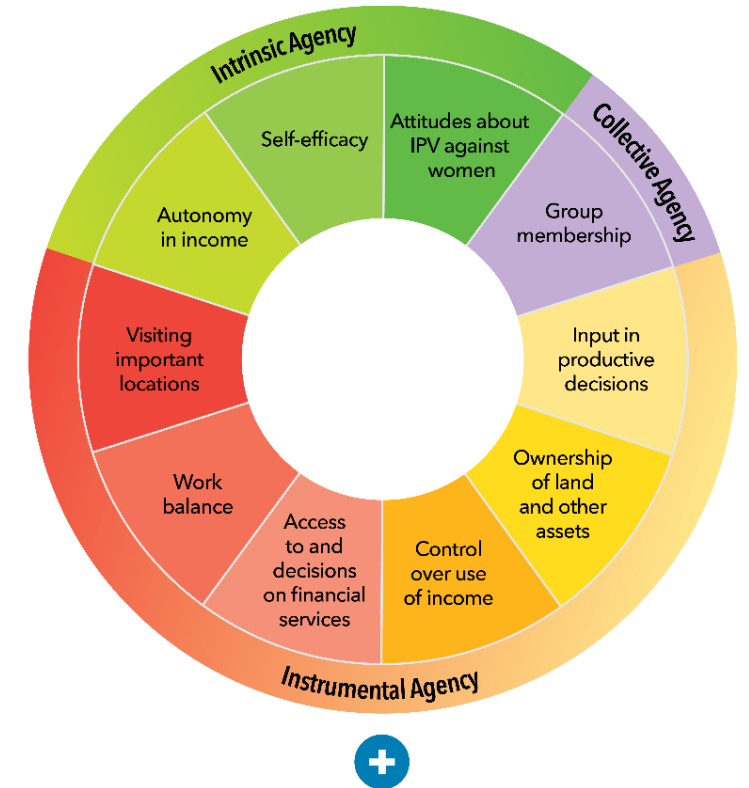 Intrinsic Agency
Collective Agency
Self-efficacy
Attitudes about
IPV against
women
Autonomy
in income
Group
membership
Visiting
important
locations
Input in
productive
decisions
Work
balance
Ownership
of land
and other
assets
Access
to and
decisions
on financial
services
Control
over use
of income
Instrumental Agency